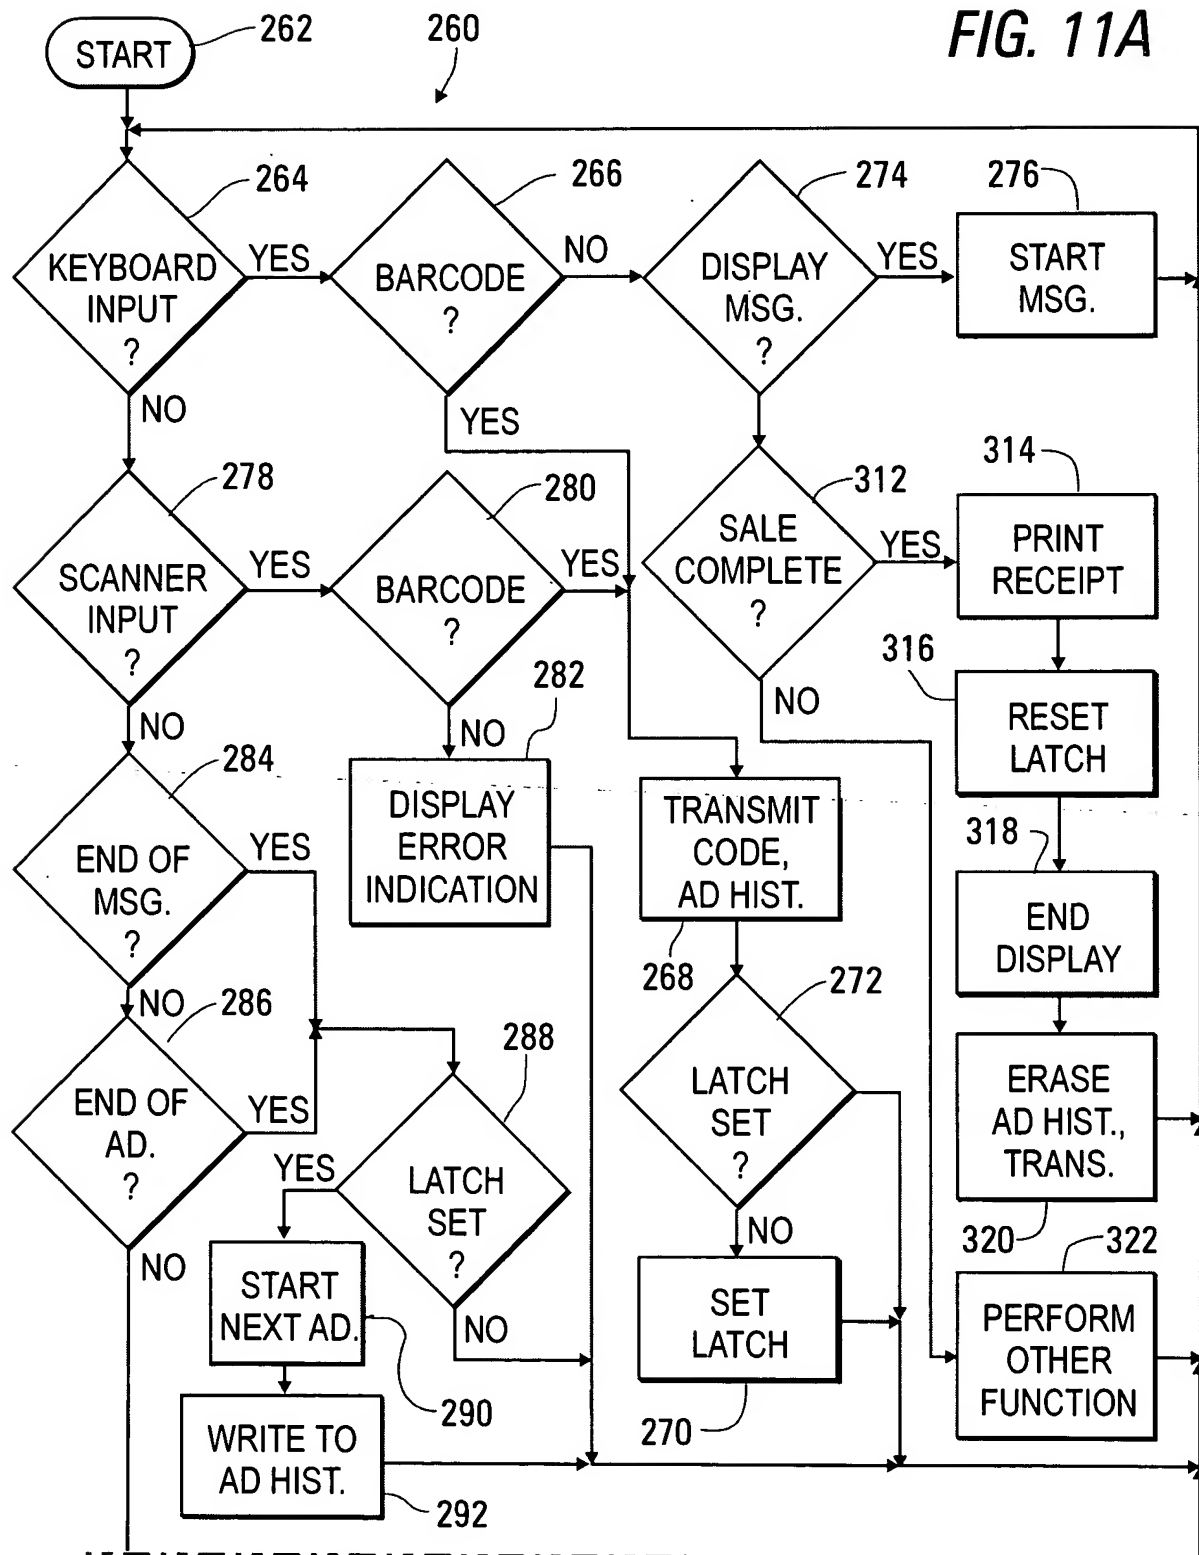 FIG. 11A
START
262
260
264
KEYBOARD
INPUT
?
YES
NO
266
BARCODE
?
NO
YES
274
DISPLAY
MSG.
?
YES
276
START
MSG.
278
SCANNER
INPUT
?
YES
NO
280
BARCODE
?
YES
NO
312
SALE
COMPLETE
?
YES
NO
314
PRINT
RECEIPT
316
RESET
LATCH
282
DISPLAY
ERROR
INDICATION
284
END OF
MSG.
?
YES
NO
TRANSMIT
CODE,
AD HIST.
268
318
END
DISPLAY
286
END OF
AD.
?
YES
NO
288
LATCH
SET
?
YES
NO
272
LATCH
SET
?
NO
ERASE
AD HIST.,
TRANS.
320
START
NEXT AD.
290
SET
LATCH
270
322
PERFORM
OTHER
FUNCTION
WRITE TO
AD HIST.
292